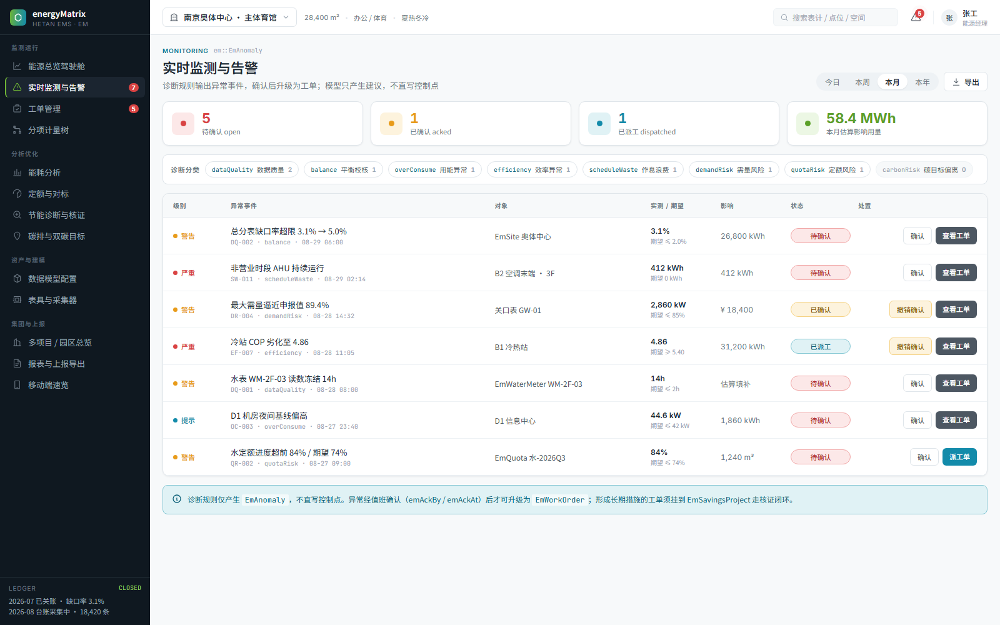 energyMatrix
HETAN EMS · EM
监测运行
能源总览驾驶舱
实时监测与告警 7
工单管理 5
分项计量树
分析优化
能耗分析
定额与对标
节能诊断与核证
碳排与双碳目标
资产与建模
数据模型配置
表具与采集器
集团与上报
多项目 / 园区总览
报表与上报导出
移动端速览
LEDGER CLOSED
2026-07 已关账 · 缺口率 3.1%
2026-08 台账采集中 · 18,420 条
南京奥体中心 · 主体育馆 28,400 m² · 办公 / 体育 · 夏热冬冷
搜索表计 / 点位 / 空间
5
张 张工
能源经理
MONITORING em::EmAnomaly
实时监测与告警
诊断规则输出异常事件，确认后升级为工单；模型只产生建议，不直写控制点
今日 本周 本月 本年 导出
5
待确认 open
1
已确认 acked
1
已派工 dispatched
58.4 MWh
本月估算影响用量
诊断分类 dataQuality 数据质量 2 balance 平衡校核 1 overConsume 用能异常 1 efficiency 效率异常 1 scheduleWaste 作息浪费 1 demandRisk 需量风险 1 quotaRisk 定额风险 1 carbonRisk 碳目标偏离 0
级别 异常事件 对象 实测 / 期望 影响 状态 处置
警告 总分表缺口率超限 3.1% → 5.0% EmSite 奥体中心 3.1% 26,800 kWh 待确认 确认 查看工单
DQ-002 · balance · 08-29 06:00 期望 ≤ 2.0%
严重 非营业时段 AHU 持续运行 B2 空调末端 · 3F 412 kWh 412 kWh 待确认 确认 查看工单
SW-011 · scheduleWaste · 08-29 02:14 期望 0 kWh
警告 最大需量逼近申报值 89.4% 关口表 GW-01 2,860 kW ¥ 18,400 已确认 撤销确认 查看工单
DR-004 · demandRisk · 08-28 14:32 期望 ≤ 85%
严重 冷站 COP 劣化至 4.86 B1 冷热站 4.86 31,200 kWh 已派工 撤销确认 查看工单
EF-007 · efficiency · 08-28 11:05 期望 ≥ 5.40
警告 水表 WM-2F-03 读数冻结 14h EmWaterMeter WM-2F-03 14h 估算填补 待确认 确认 查看工单
DQ-001 · dataQuality · 08-28 08:00 期望 ≤ 2h
提示 D1 机房夜间基线偏高 D1 信息中心 44.6 kW 1,860 kWh 待确认 确认 查看工单
OC-003 · overConsume · 08-27 23:40 期望 ≤ 42 kW
警告 水定额进度超前 84% / 期望 74% EmQuota 水-2026Q3 84% 1,240 m³ 待确认 确认 派工单
QR-002 · quotaRisk · 08-27 09:00 期望 ≤ 74%
诊断规则仅产生 EmAnomaly，不直写控制点。异常经值班确认（emAckBy / emAckAt）后才可升级为 EmWorkOrder；形成长期措施的工单须挂到 EmSavingsProject 走核证闭环。